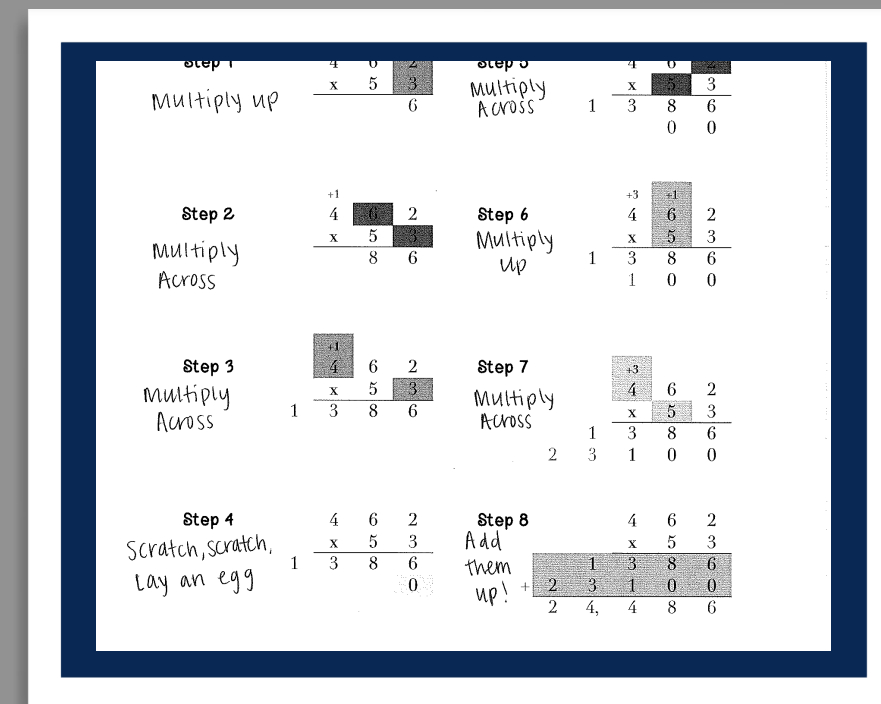 Step 1
4 6 2
Multiply up
x 5 3
6
Step 2
+1
4 6 2
x 5 3
Multiply
Across
8 6
Step 3
+1
4 6 2
x 5 3
Multiply
Across
1 3 8 6
Step 4
4 6 2
x 5 3
Scratch, scratch,
Lay an egg
1 3 8 6
0
Step 5
4 6 2
x 5 3
Multiply
Across
1 3 8 6
0 0
Step 6
+3 +1
4 6 2
x 5 3
Multiply
Up
1 3 8 6
1 0 0
Step 7
+3
4 6 2
x 5 3
Multiply
Across
1 3 8 6
2 3 1 0 0
Step 8
4 6 2
x 5 3
Add
them
up!
1 3 8 6
+ 2 3 1 0 0
2 4, 4 8 6